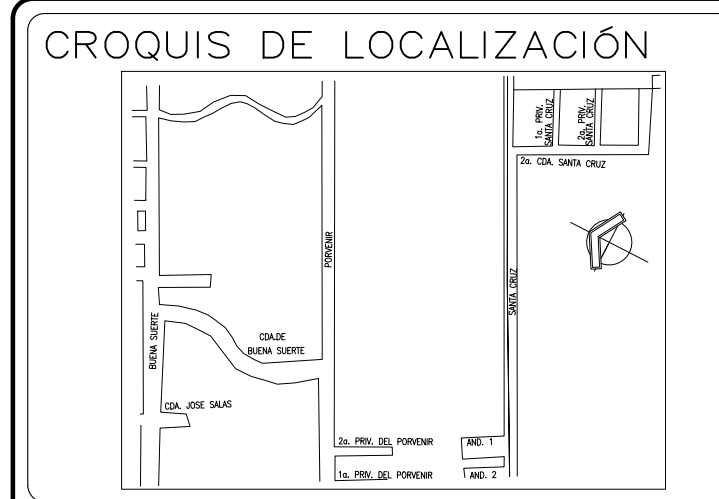 CROQUIS DE LOCALIZACIÓN
1a. PRIV.
SANTA CRUZ
2a. PRIV.
SANTA CRUZ
2a. CDA. SANTA CRUZ
PORVENIR
SANTA CRUZ
BUENA SUERTE
CDA.DE
BUENA SUERTE
CDA. JOSE SALAS
2a. PRIV. DEL PORVENIR
AND. 1
1a. PRIV. DEL PORVENIR
AND. 2